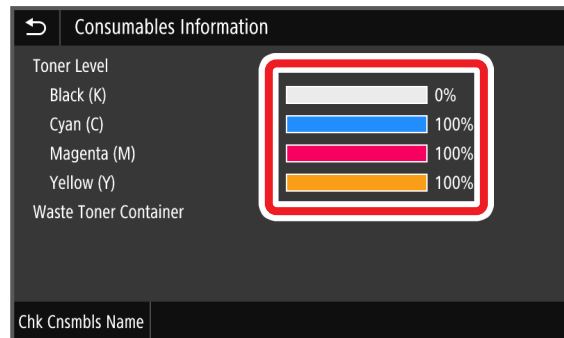 Consumables Information
Toner Level
Black (K) 0%
Cyan (C) 100%
Magenta (M) 100%
Yellow (Y) 100%
Waste Toner Container
Chk Cnsmbls Name